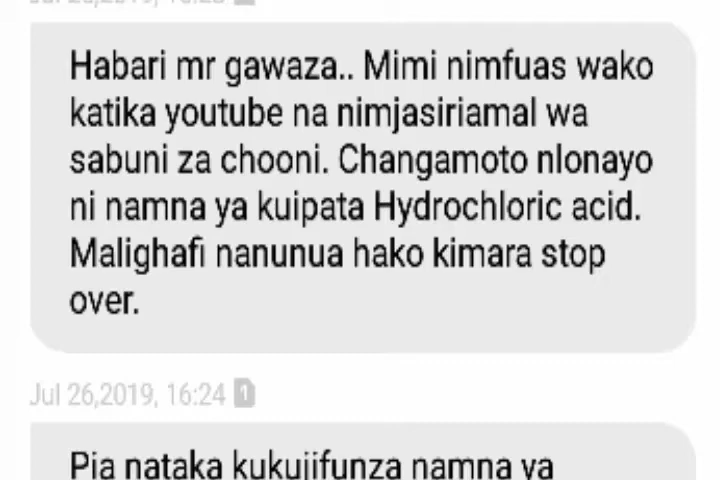 Habari mr gawaza.. Mimi nimfuas wako
katika youtube na nimjasiriamal wa
sabuni za chooni. Changamoto nlonayo
ni namna ya kuipata Hydrochloric acid.
Malighafi nanunua hako kimara stop
over.
Jul 26,2019, 16:24 1
Pia nataka kukujifunza namna ya